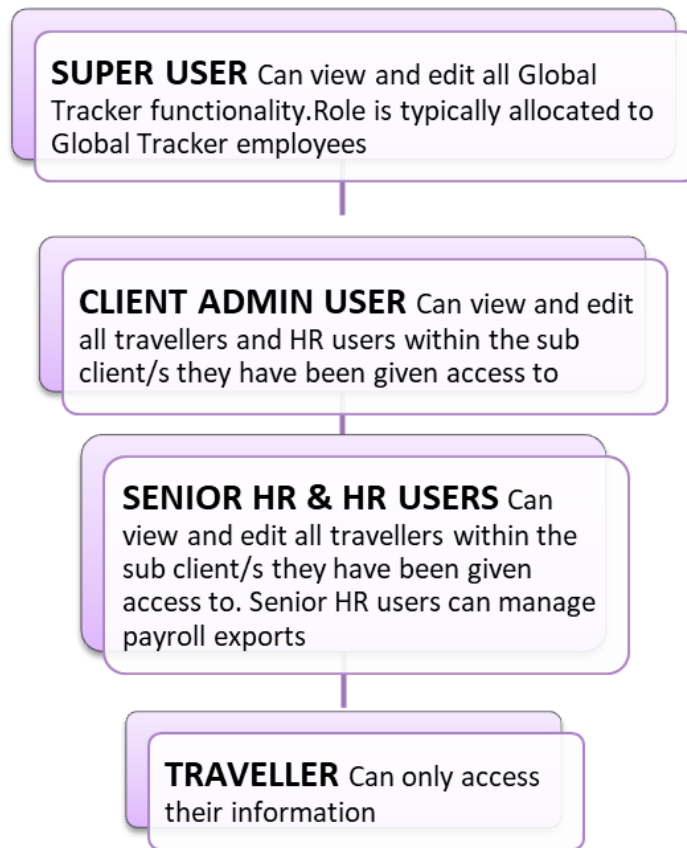 SUPER USER Can view and edit all Global
Tracker functionality.Role is typically allocated to
Global Tracker employees
CLIENT ADMIN USER Can view and edit
all travellers and HR users within the sub
client/s they have been given access to
SENIOR HR & HR USERS Can
view and edit all travellers within the
sub client/s they have been given
access to. Senior HR users can manage
payroll exports
TRAVELLER Can only access
their information